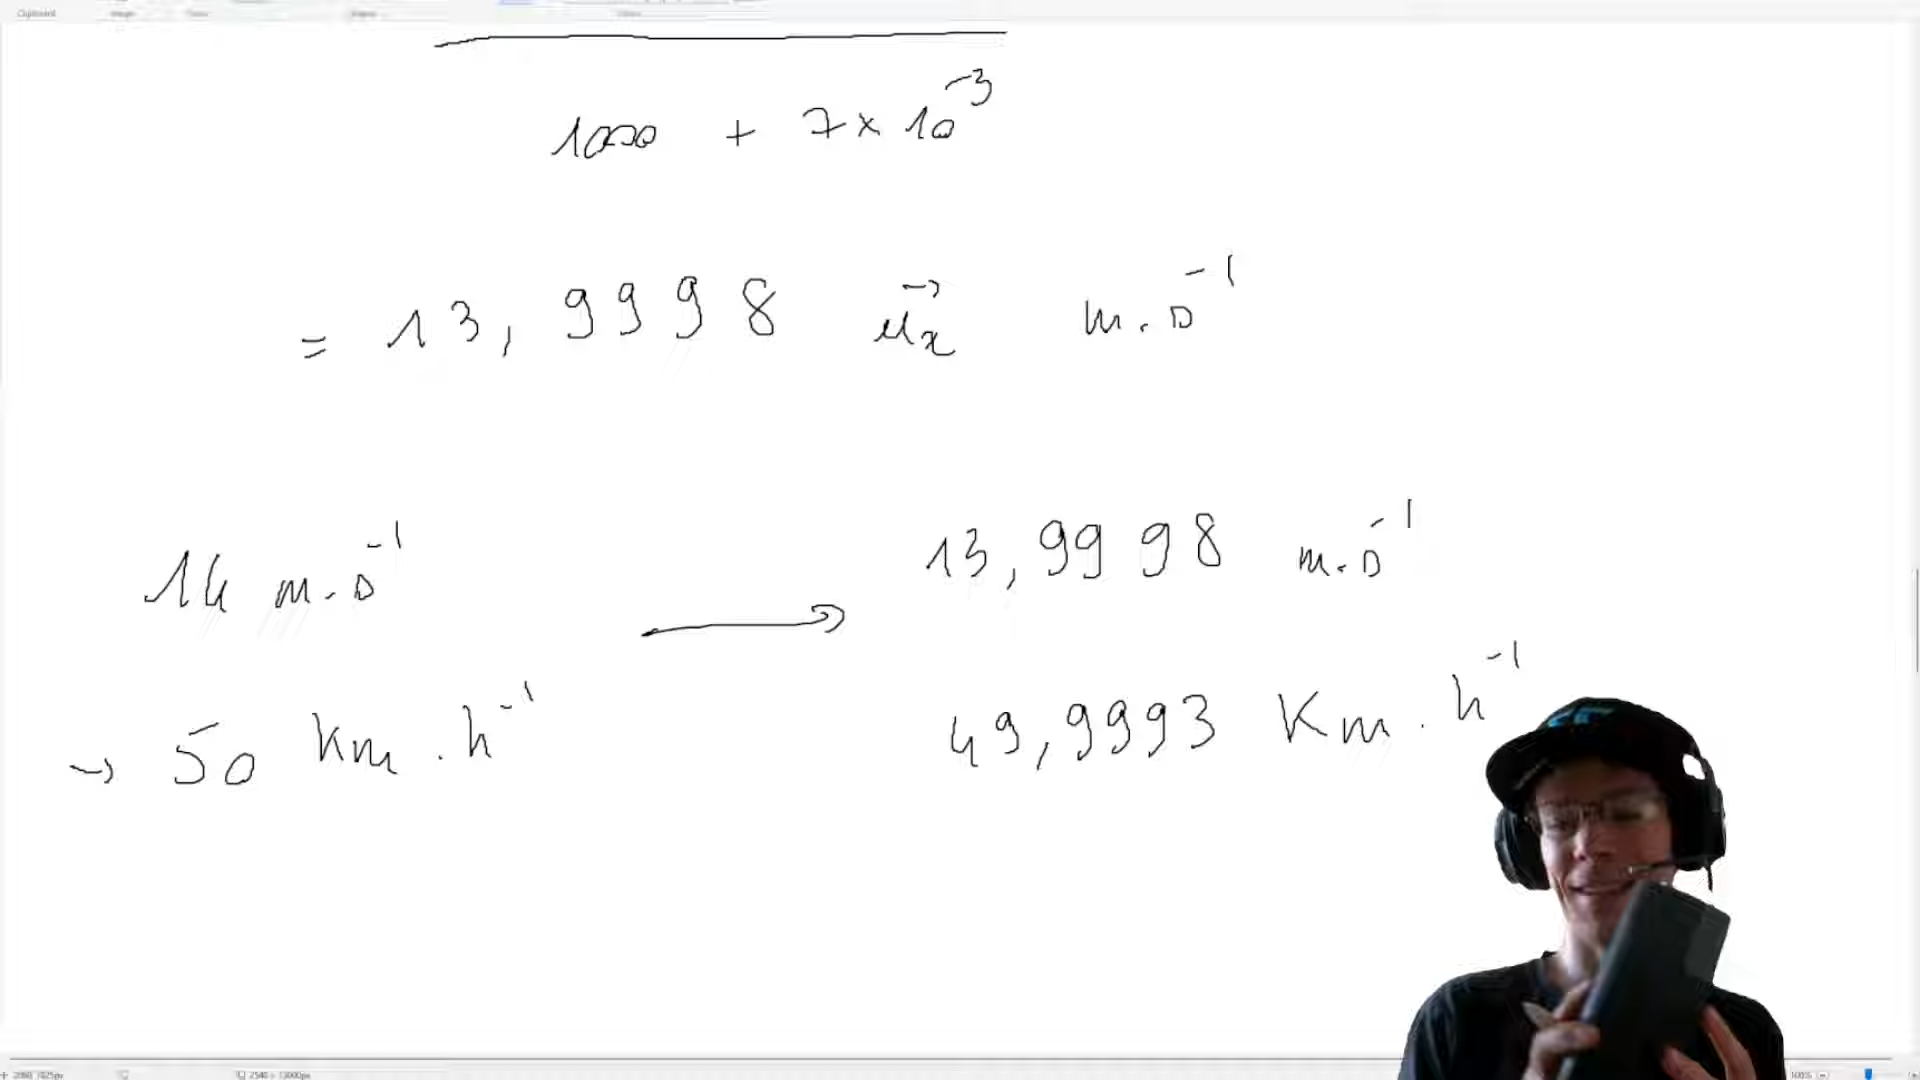 1000 + 7 x 10⁻³
= 13,9998 u⃗ₓ m.s⁻¹
14 m.s⁻¹ → 13,9998 m.s⁻¹
→ 50 Km.h⁻¹ 49,9993 Km.h⁻¹